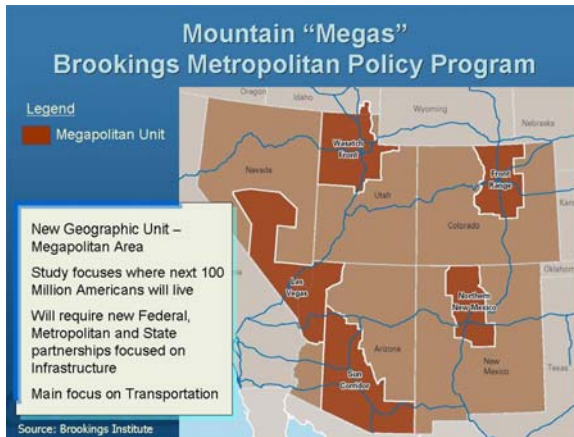 Mountain “Megas”
Brookings Metropolitan Policy Program
Legend
Megapolitan Unit
Oregon
Idaho
Wyoming
Nebraska
Wasatch
Front
Front
Range
Nevada
Utah
Colorado
Kan
New Geographic Unit –
Megapolitan Area
Study focuses where next 100
Million Americans will live
Will require new Federal,
Metropolitan and State
partnerships focused on
Infrastructure
Main focus on Transportation
Las
Vegas
Northern
New Mexico
Oklahom
Arizona
New
Mexico
Texas
Sun
Corridor
Source: Brookings Institute